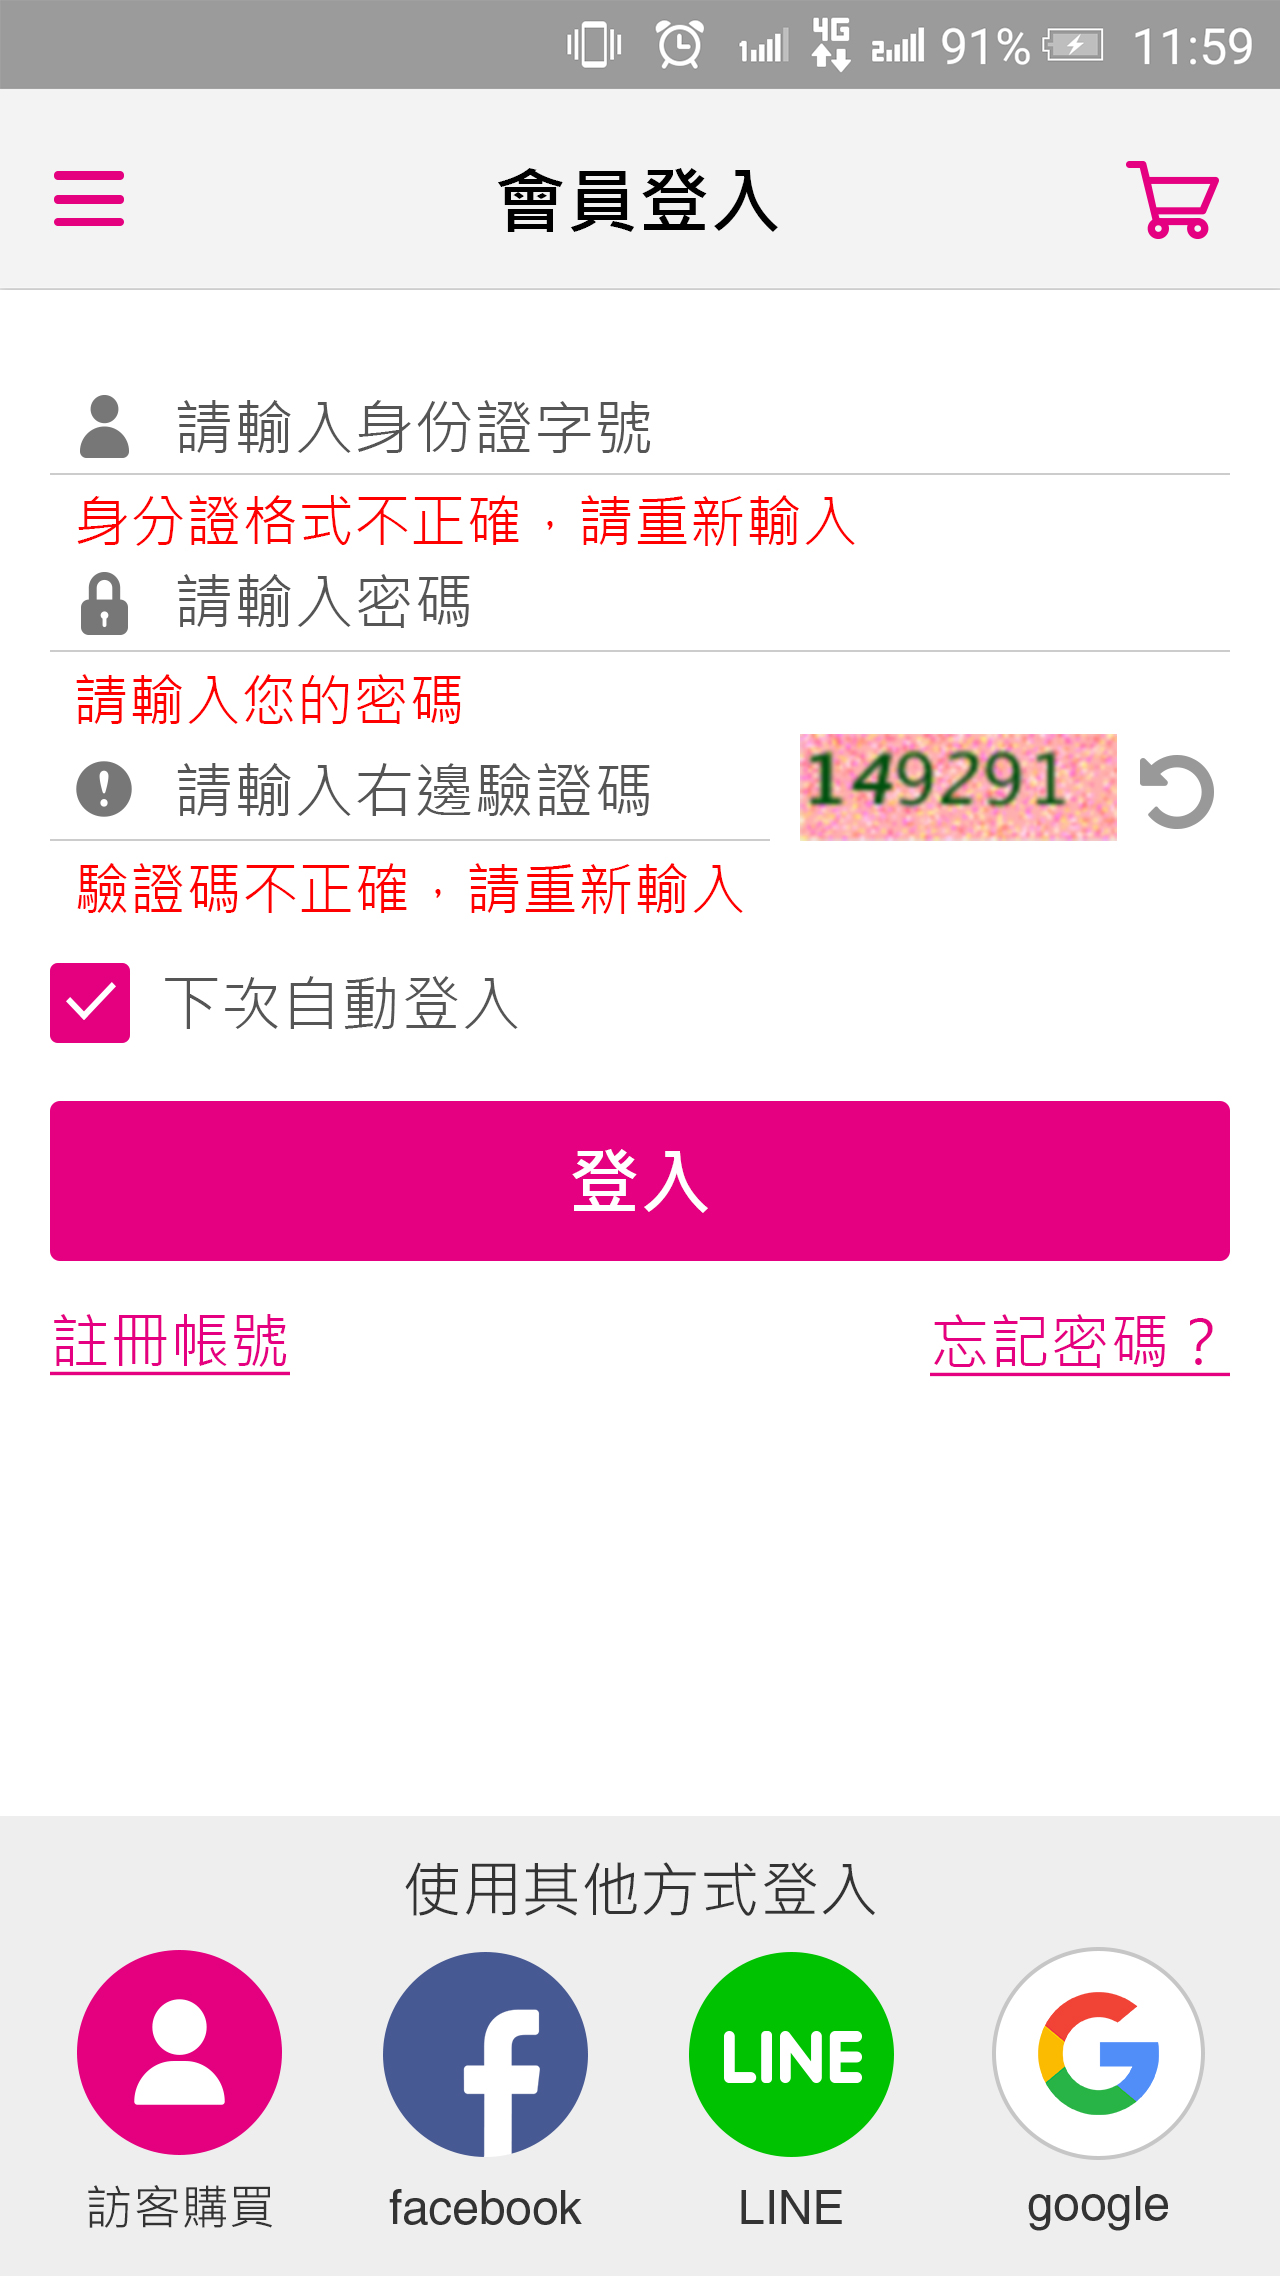 1 4G 2 91% 11:59
會員登入
請輸入身份證字號
身分證格式不正確，請重新輸入
請輸入密碼
請輸入您的密碼
請輸入右邊驗證碼 149291
驗證碼不正確，請重新輸入
下次自動登入
登入
註冊帳號 忘記密碼？
使用其他方式登入
LINE
訪客購買 facebook LINE google